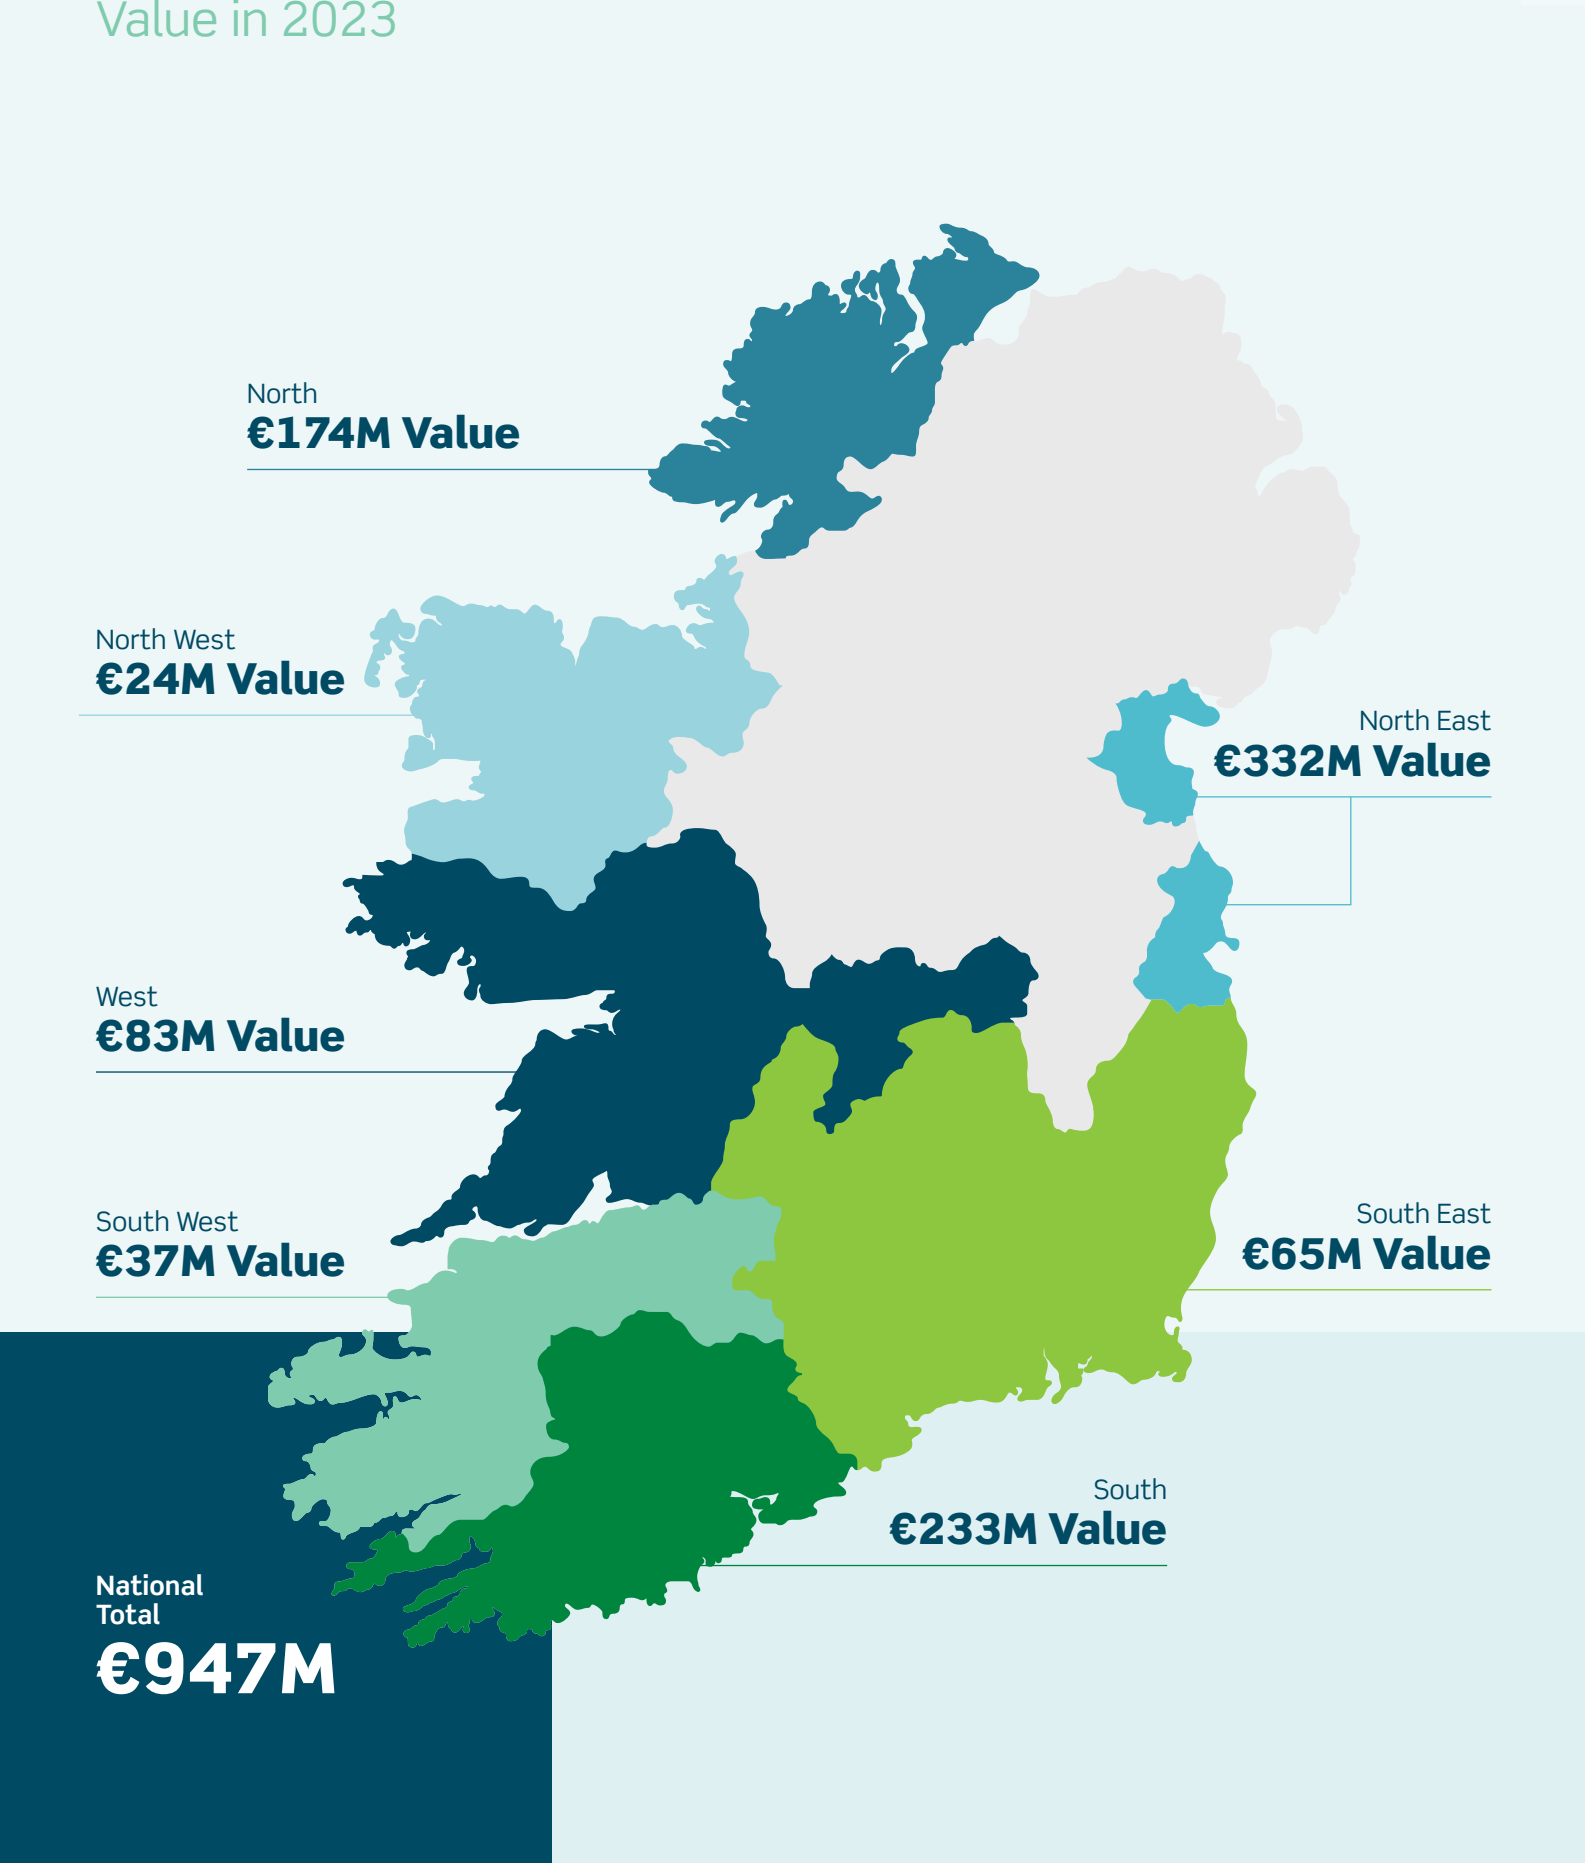 Value in 2023
North
€174M Value
North West
€24M Value
North East
€332M Value
West
€83M Value
South West
€37M Value
South East
€65M Value
South
€233M Value
National
Total
€947M